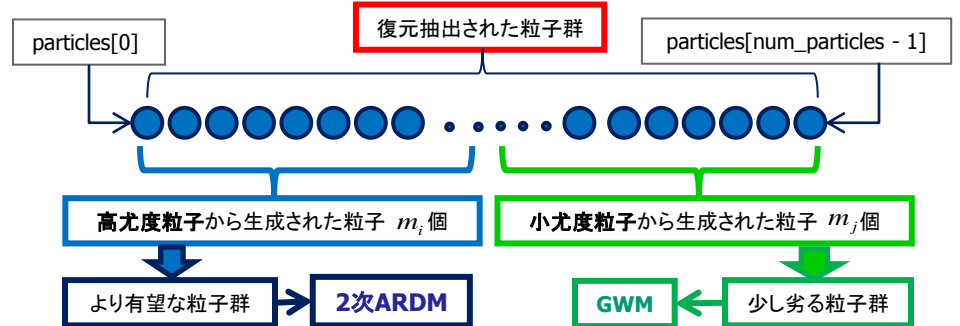 復元抽出された粒子群
particles[0]
particles[num_particles - 1]
高尤度粒子から生成された粒子 m_i 個
小尤度粒子から生成された粒子 m_j 個
より有望な粒子群
2次ARDM
GWM
少し劣る粒子群